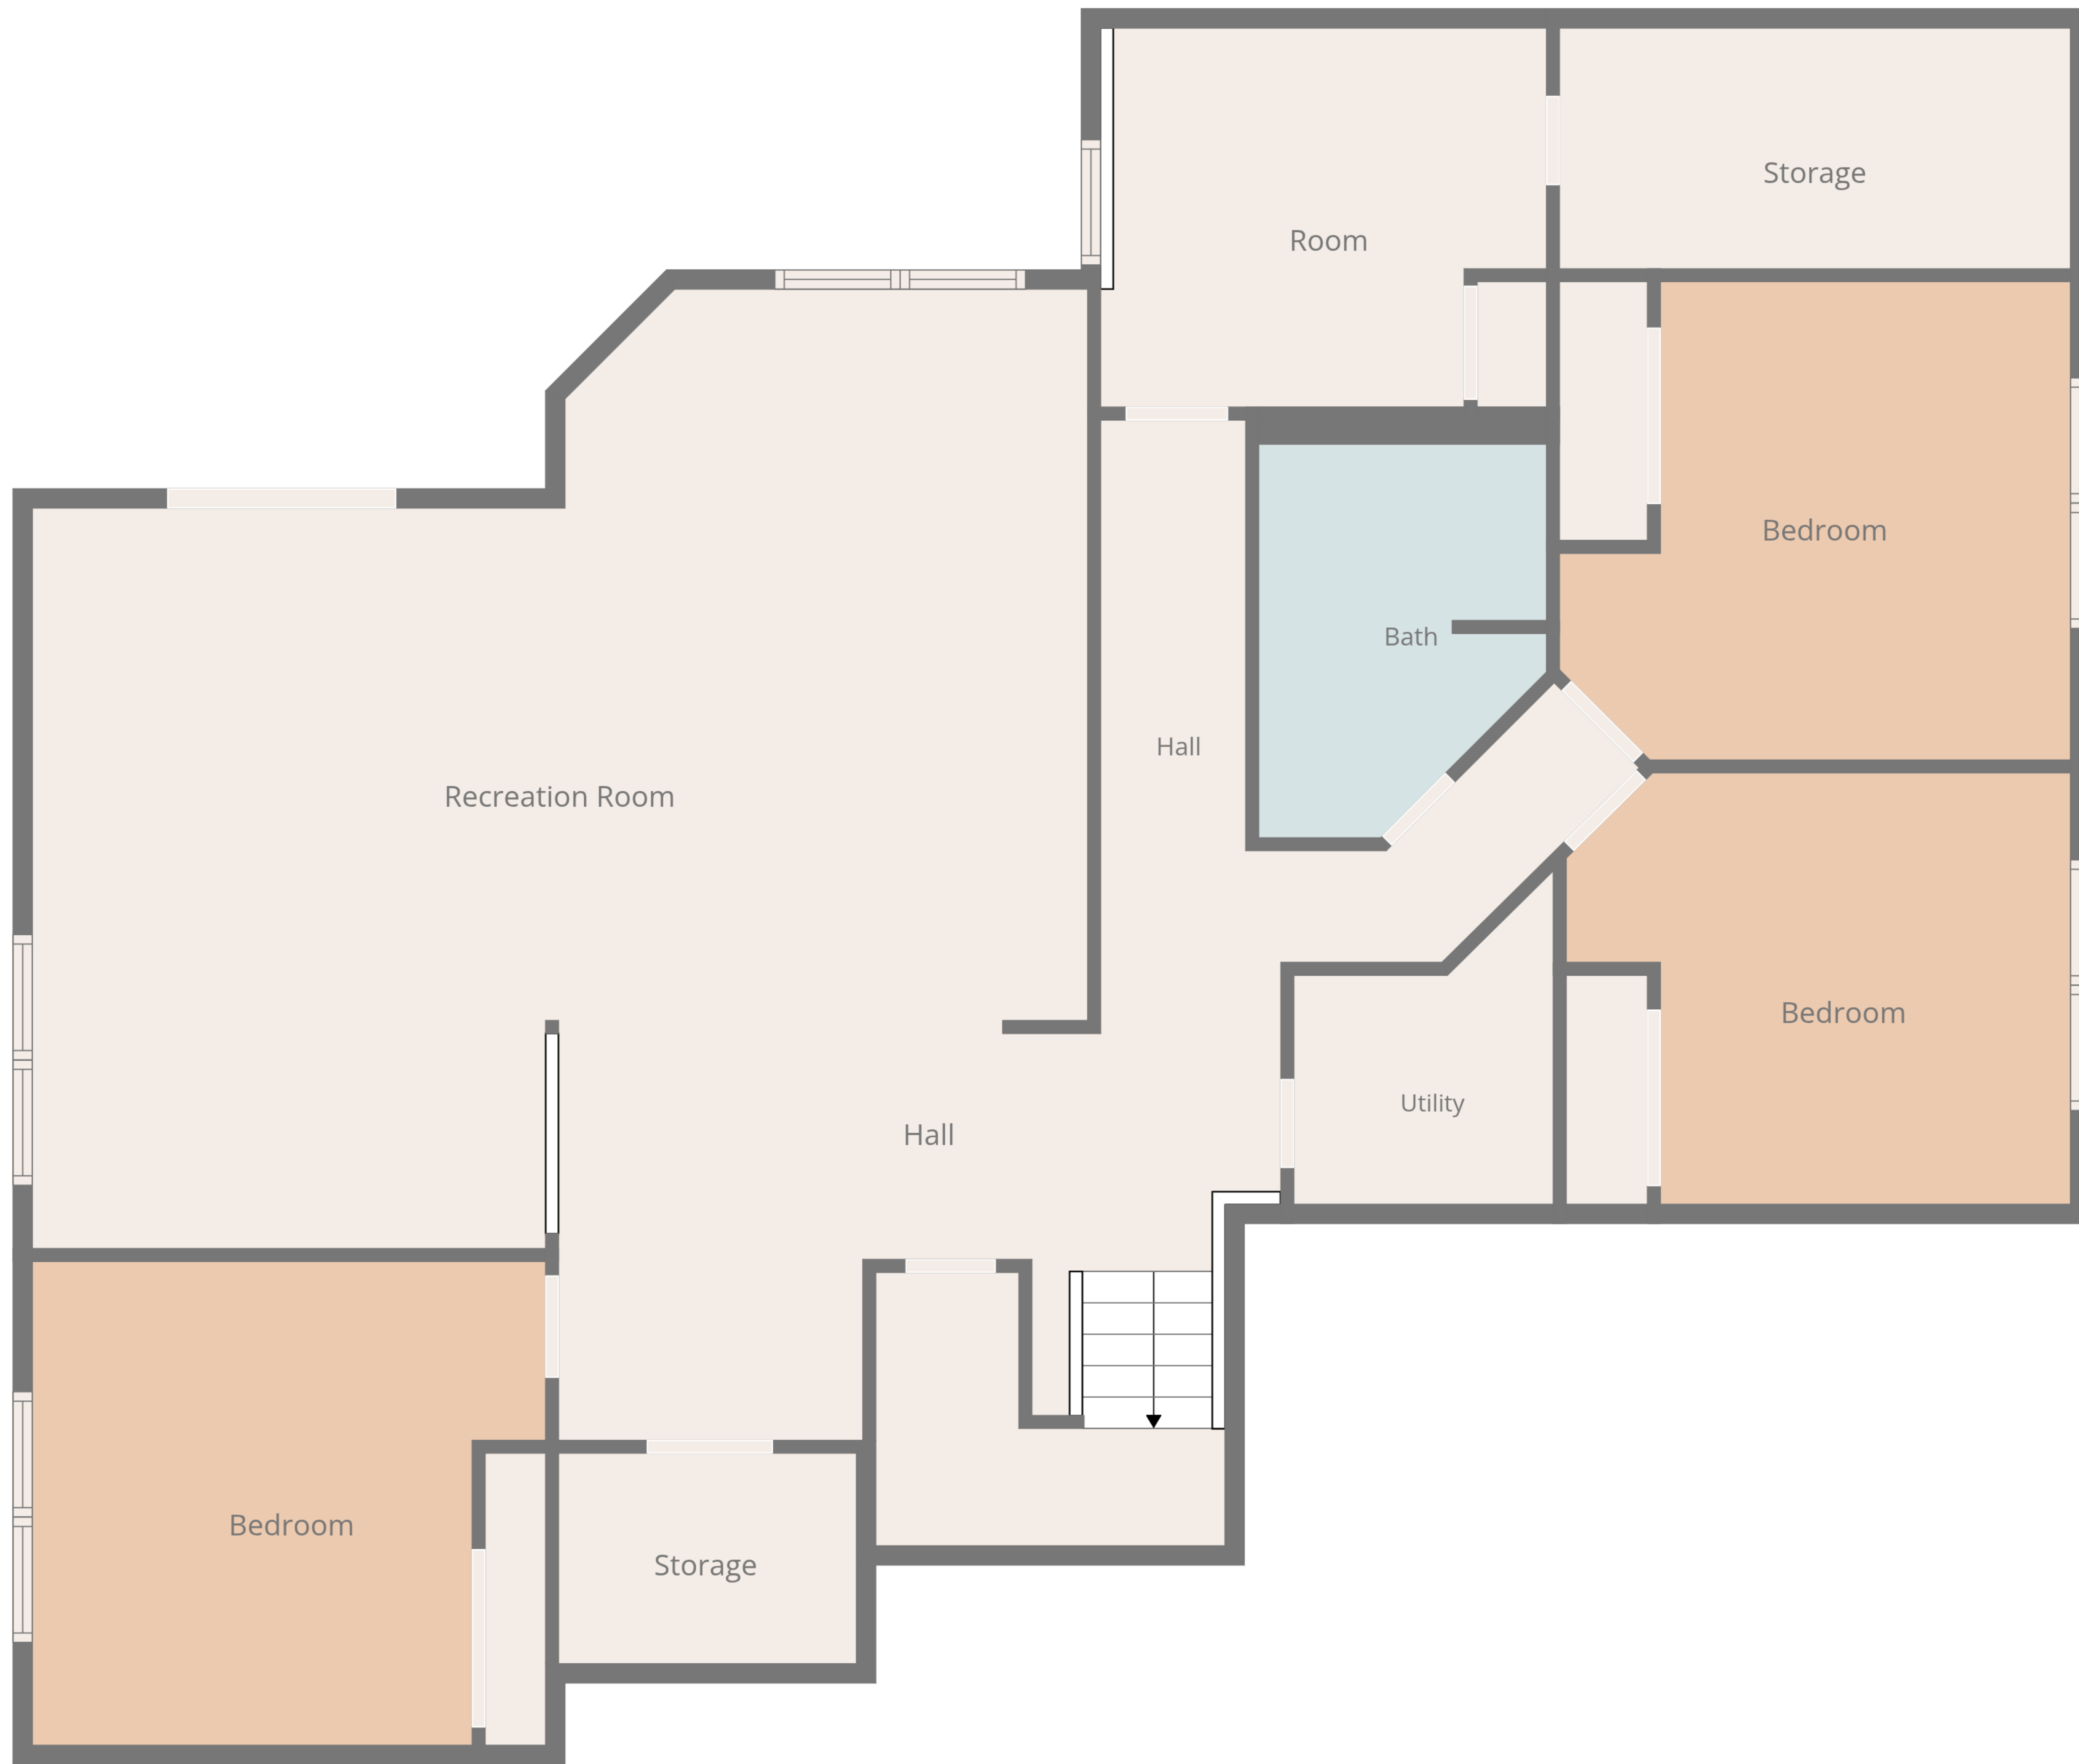 Storage
Room
Bedroom
Bath
Hall
Recreation Room
Bedroom
Utility
Hall
Bedroom
Storage